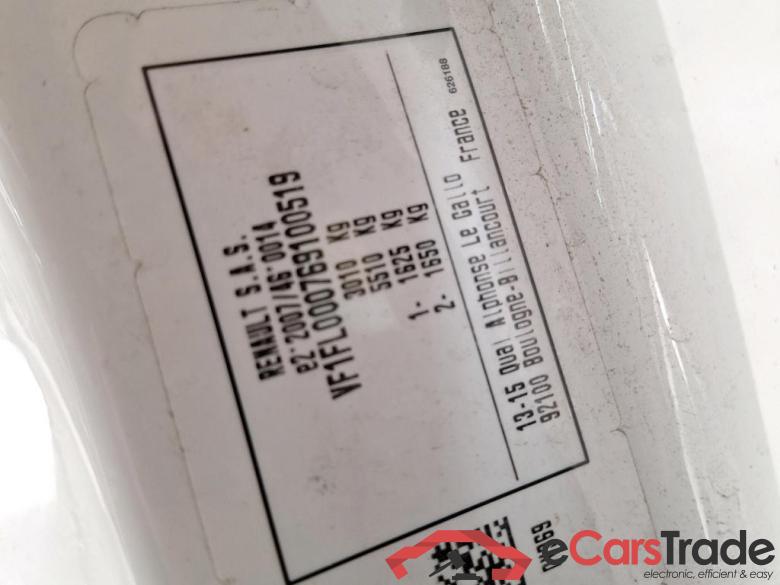 RENAULT S.A.S.
e2*2007/46*0014
VF1FL000769100519
3010 Kg
5510 Kg
1- 1625 Kg
2- 1650 Kg
13-15 Quai Alphonse Le Gallo
92100 Boulogne-Billancourt France
626188
eCarsTrade
electronic, efficient & easy